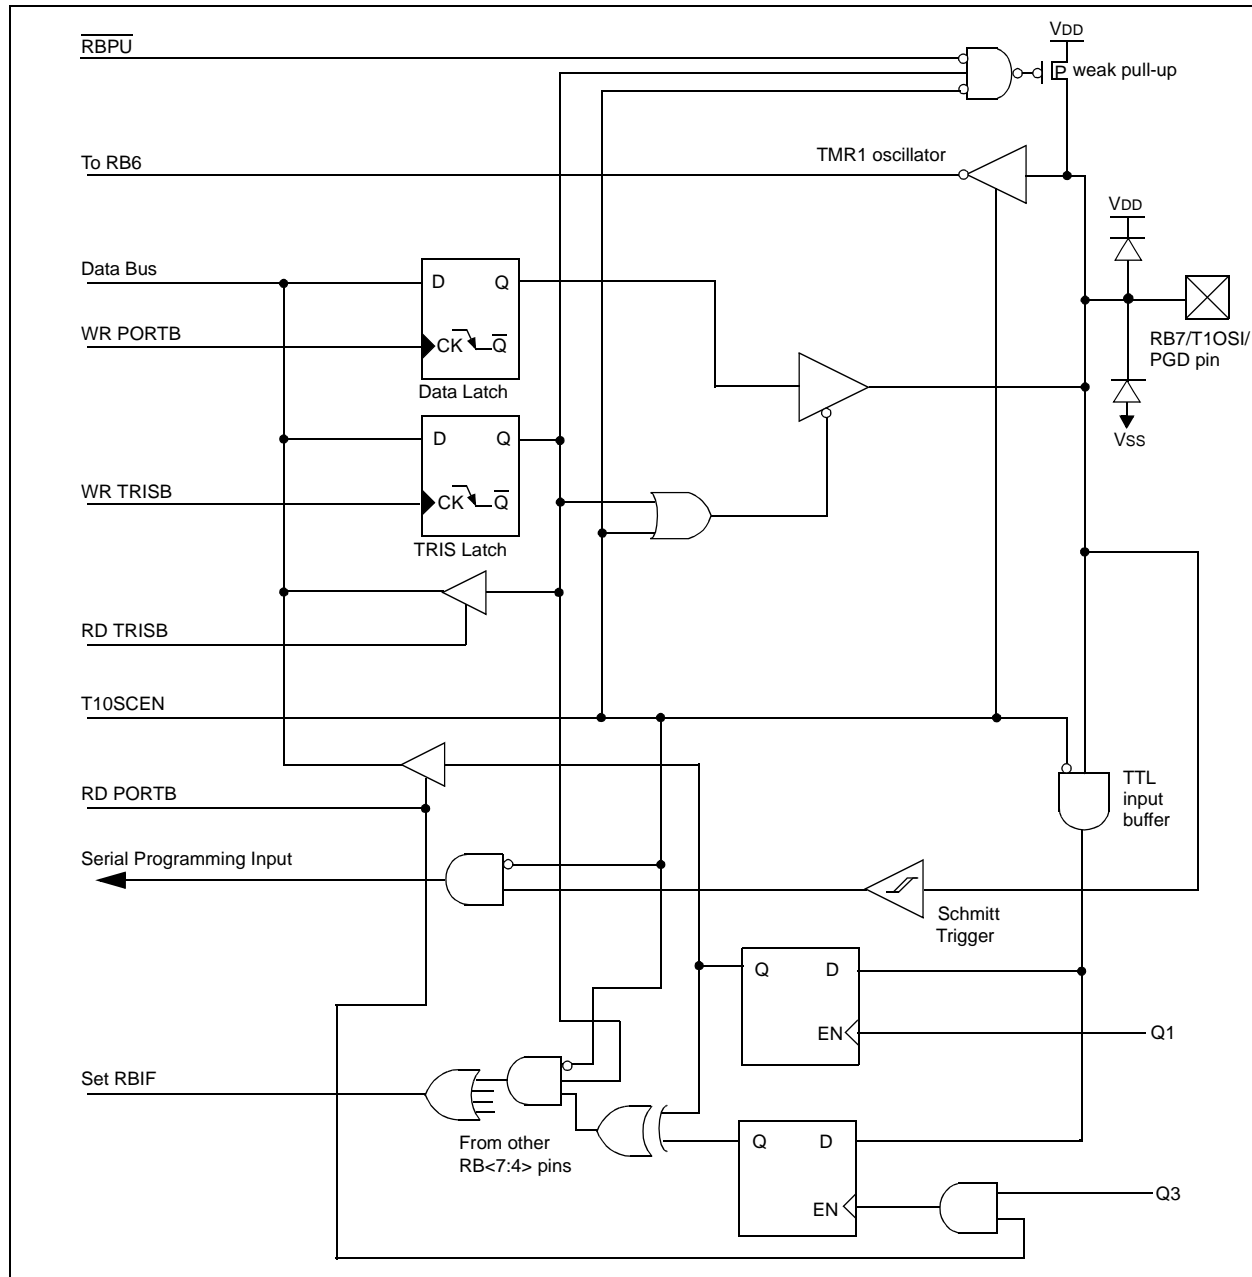 RBPU
VDD
P
weak pull-up
To RB6
TMR1 oscillator
VDD
Data Bus
D
Q
WR PORTB
CK
Q
RB7/T1OSI/
PGD pin
Data Latch
VSS
D
Q
WR TRISB
CK
Q
TRIS Latch
RD TRISB
T10SCEN
TTL
input
buffer
RD PORTB
Serial Programming Input
Schmitt
Trigger
Q
D
EN
Q1
Set RBIF
From other
RB<7:4> pins
Q
D
EN
Q3